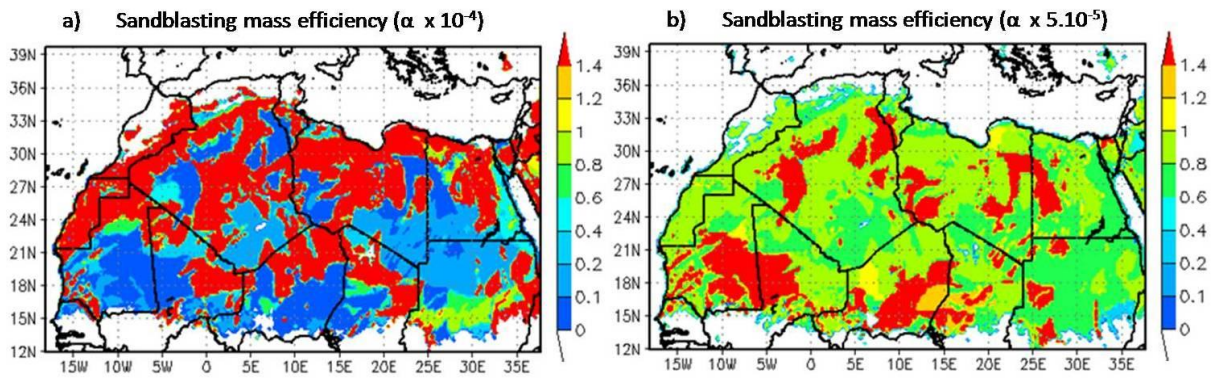 a) Sandblasting mass efficiency (α x 10⁻⁴)
39N
36N
33N
30N
27N
24N
21N
18N
15N
12N
15W 10W 5W 0 5E 10E 15E 20E 25E 30E 35E
1.4
1.2
1
0.8
0.6
0.4
0.2
0.1
0
b) Sandblasting mass efficiency (α x 5.10⁻⁵)
39N
36N
33N
30N
27N
24N
21N
18N
15N
12N
15W 10W 5W 0 5E 10E 15E 20E 25E 30E 35E
1.4
1.2
1
0.8
0.6
0.4
0.2
0.1
0